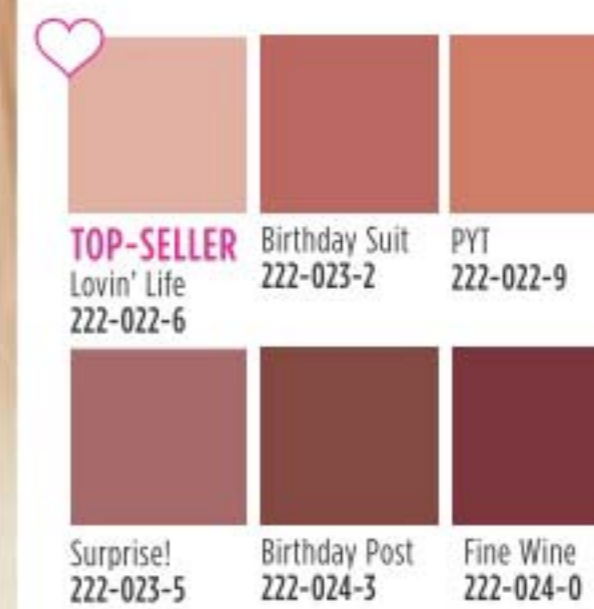 TOP-SELLER
Lovin' Life
222-022-6
Birthday Suit
222-023-2
PYT
222-022-9
Surprise!
222-023-5
Birthday Post
222-024-3
Fine Wine
222-024-0